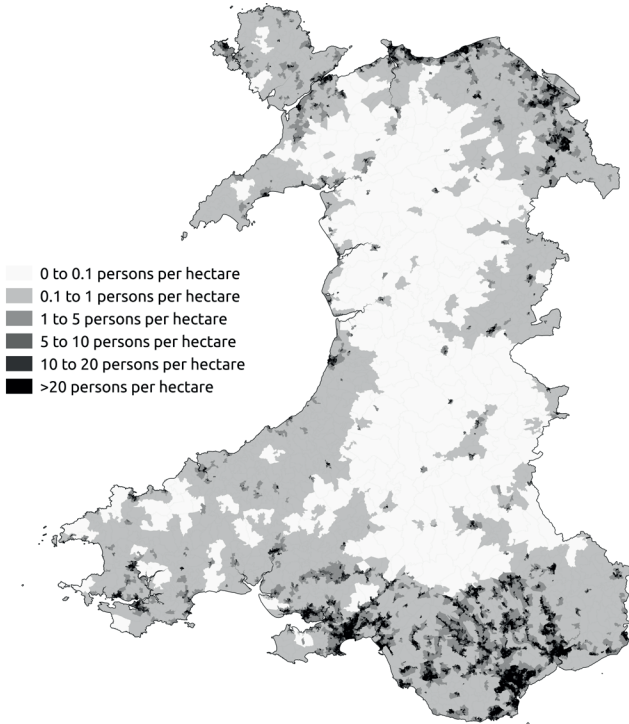 0 to 0.1 persons per hectare
0.1 to 1 persons per hectare
1 to 5 persons per hectare
5 to 10 persons per hectare
10 to 20 persons per hectare
>20 persons per hectare